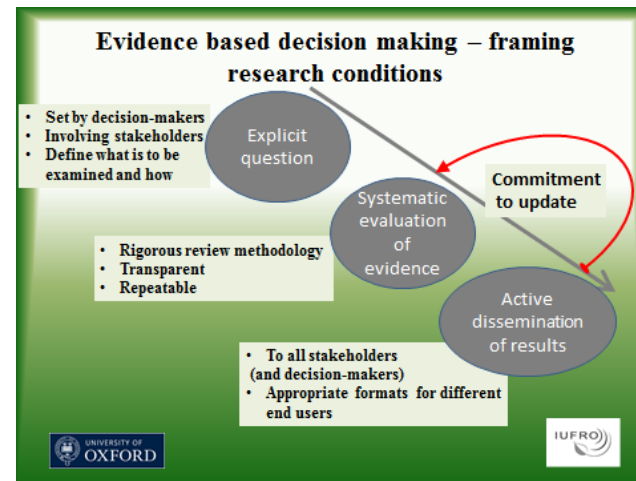 Evidence based decision making – framing
research conditions
• Set by decision-makers
• Involving stakeholders
• Define what is to be
examined and how
Explicit
question
Systematic
evaluation
of
evidence
Commitment
to update
• Rigorous review methodology
• Transparent
• Repeatable
Active
dissemination
of results
• To all stakeholders
(and decision-makers)
• Appropriate formats for different
end users
UNIVERSITY OF
OXFORD
IUFRO